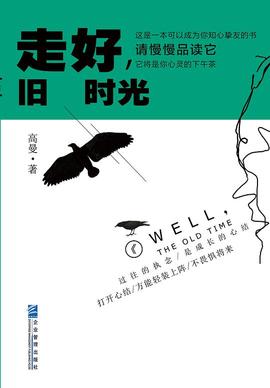 走好,
旧 时光
这是一本可以成为你知心挚友的书
请慢慢品读它
它将是你心灵的下午茶
高曼·著
WELL,
THE OLD TIME
过往的执念/是成长的心结
打开心结/方能轻装上阵/不畏惧将来
企业管理出版社